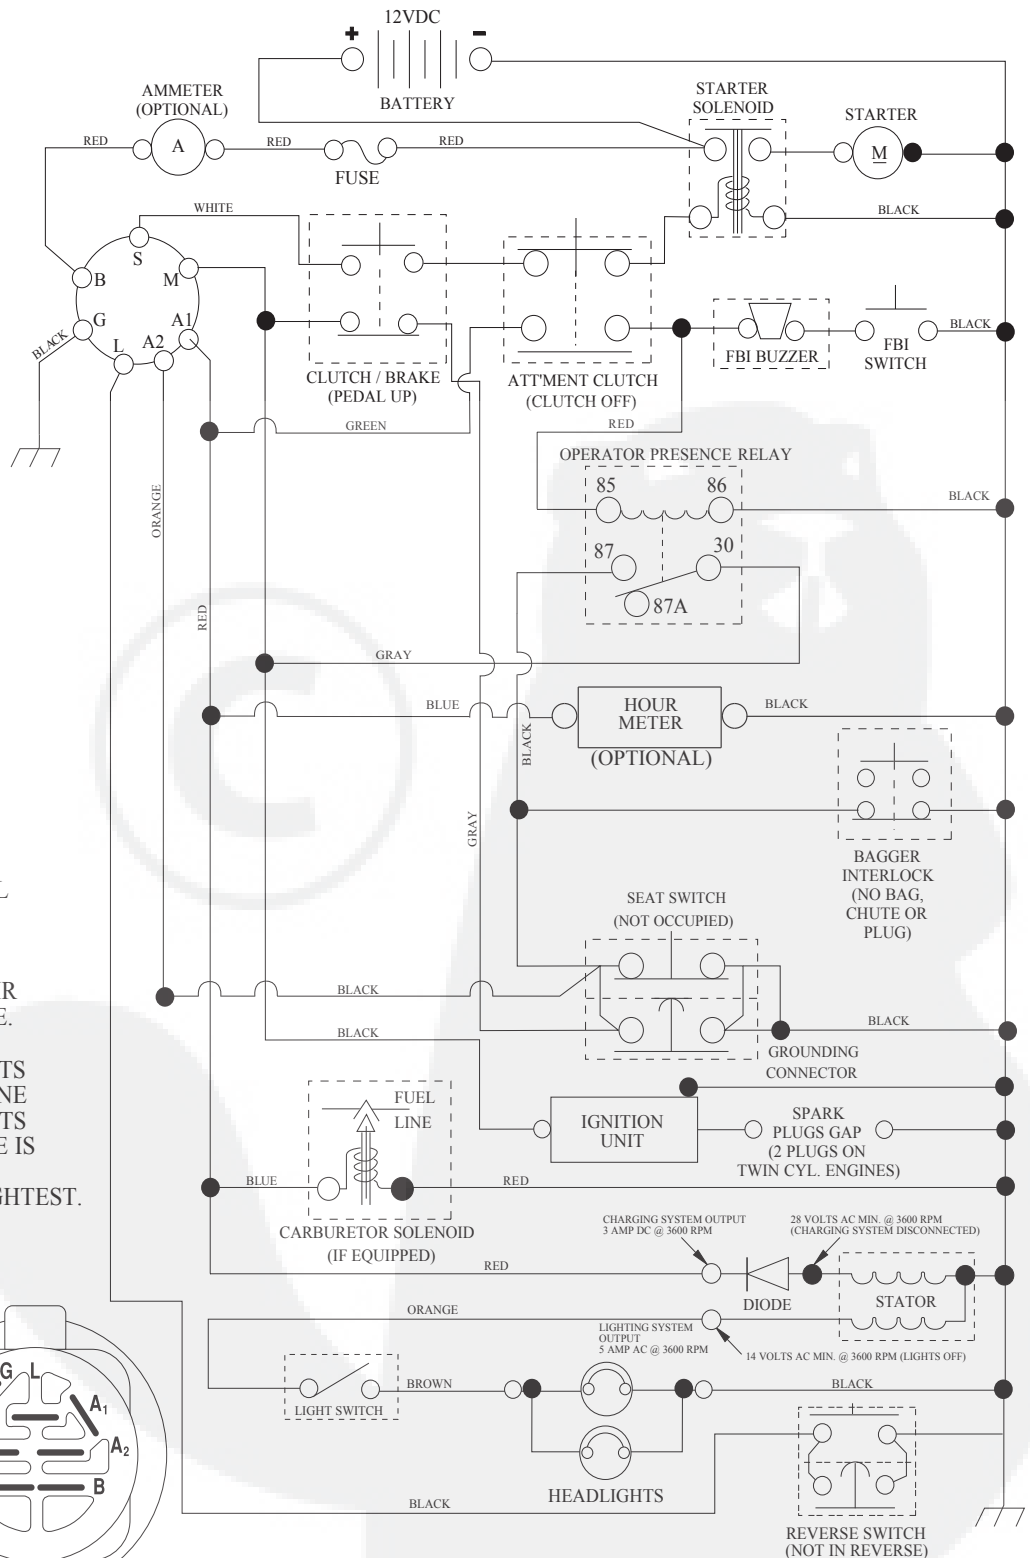 12VDC
+ -
BATTERY
AMMETER
(OPTIONAL)
A
RED
RED
RED
FUSE
STARTER
SOLENOID
STARTER
M
WHITE
BLACK
S
B
M
G
A1
L
A2
BLACK
CLUTCH / BRAKE
(PEDAL UP)
ATT'MENT CLUTCH
(CLUTCH OFF)
FBI BUZZER
FBI
SWITCH
BLACK
GREEN
RED
OPERATOR PRESENCE RELAY
85
86
BLACK
87
30
87A
ORANGE
RED
GRAY
BLUE
HOUR
METER
(OPTIONAL)
BLACK
BLACK
GRAY
BAGGER
INTERLOCK
(NO BAG,
CHUTE OR
PLUG)
L
SEAT SWITCH
(NOT OCCUPIED)
IR
E.
BLACK
BLACK
BLACK
GROUNDING
CONNECTOR
TS
NE
TS
E IS
GHTEST.
FUEL
LINE
IGNITION
UNIT
SPARK
PLUGS GAP
(2 PLUGS ON
TWIN CYL. ENGINES)
BLUE
RED
CARBURETOR SOLENOID
(IF EQUIPPED)
CHARGING SYSTEM OUTPUT
3 AMP DC @ 3600 RPM
28 VOLTS AC MIN. @ 3600 RPM
(CHARGING SYSTEM DISCONNECTED)
RED
DIODE
STATOR
ORANGE
LIGHTING SYSTEM
OUTPUT
5 AMP AC @ 3600 RPM
14 VOLTS AC MIN. @ 3600 RPM (LIGHTS OFF)
BROWN
LIGHT SWITCH
BLACK
HEADLIGHTS
BLACK
G L
A1
A2
B
REVERSE SWITCH
(NOT IN REVERSE)
©